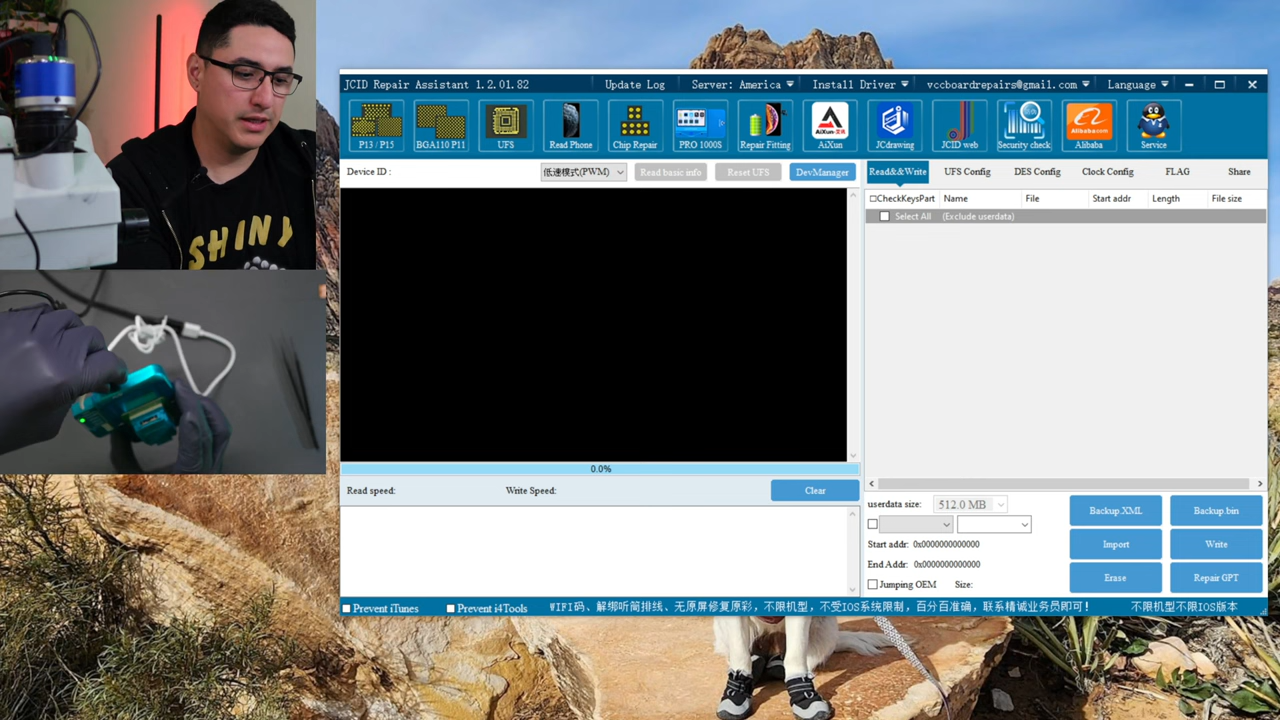 SHINY
JCID Repair Assistant 1.2.01.82
Update Log
Server: America
Install Driver
vccboardrepairs@gmail.com
Language
P13 / P15
BGA110 P11
UFS
Read Phone
Chip Repair
PRO 1000S
Repair Fitting
AiXun
JCdrawing
JCID web
Security check
Alibaba
Service
Device ID :
低速模式(PWM)
Read basic info
Reset UFS
DevManager
Read&&Write
UFS Config
DES Config
Clock Config
FLAG
Share
CheckKeysPart
Name
File
Start addr
Length
File size
Select All
(Exclude userdata)
0.0%
Read speed:
Write Speed:
Clear
userdata size:
512.0 MB
Start addr: 0x0000000000000
End Addr: 0x0000000000000
Jumping OEM
Size:
Backup.XML
Backup.bin
Import
Write
Erase
Repair GPT
Prevent iTunes
Prevent i4Tools
WIFI码、解绑听筒排线、无原屏修复原彩，不限机型，不受IOS系统限制，百分百准确，联系精诚业务员即可！
不限机型不限IOS版本